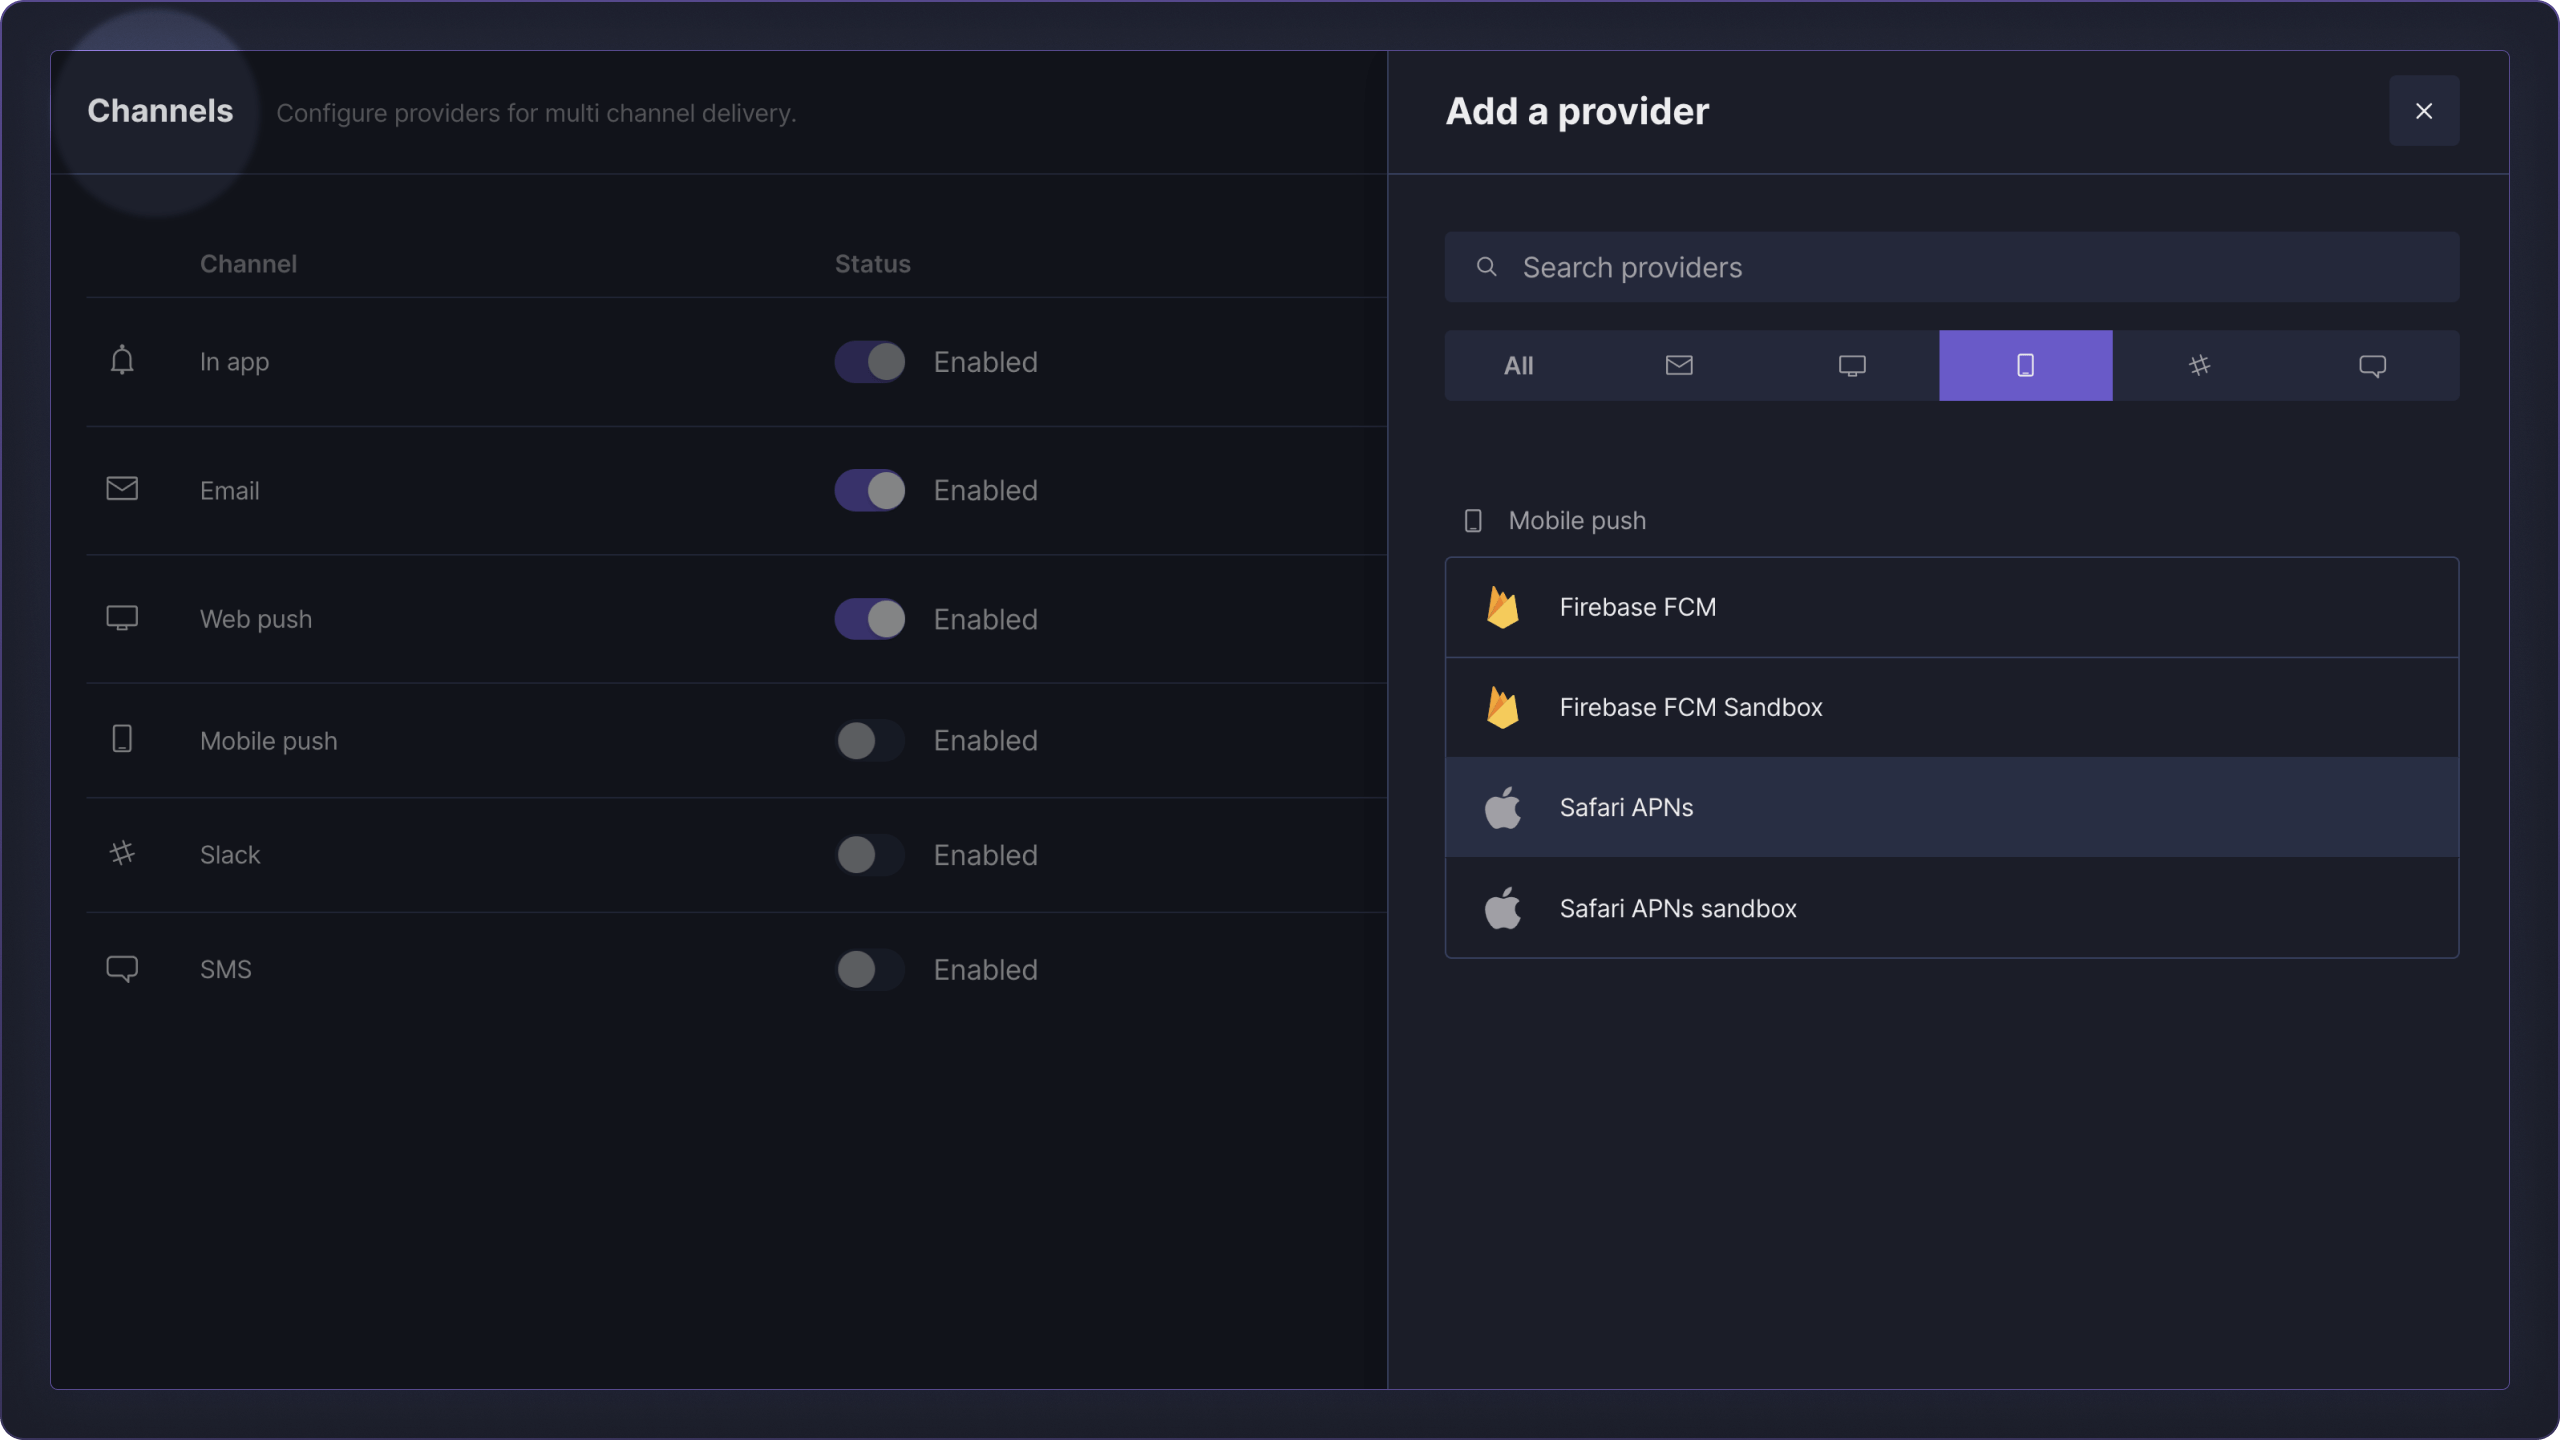 Channels
Configure providers for multi channel delivery.
Channel Status
In app Enabled
Email Enabled
Web push Enabled
Mobile push Enabled
Slack Enabled
SMS Enabled
Add a provider
Search providers
All
Mobile push
Firebase FCM
Firebase FCM Sandbox
Safari APNs
Safari APNs sandbox